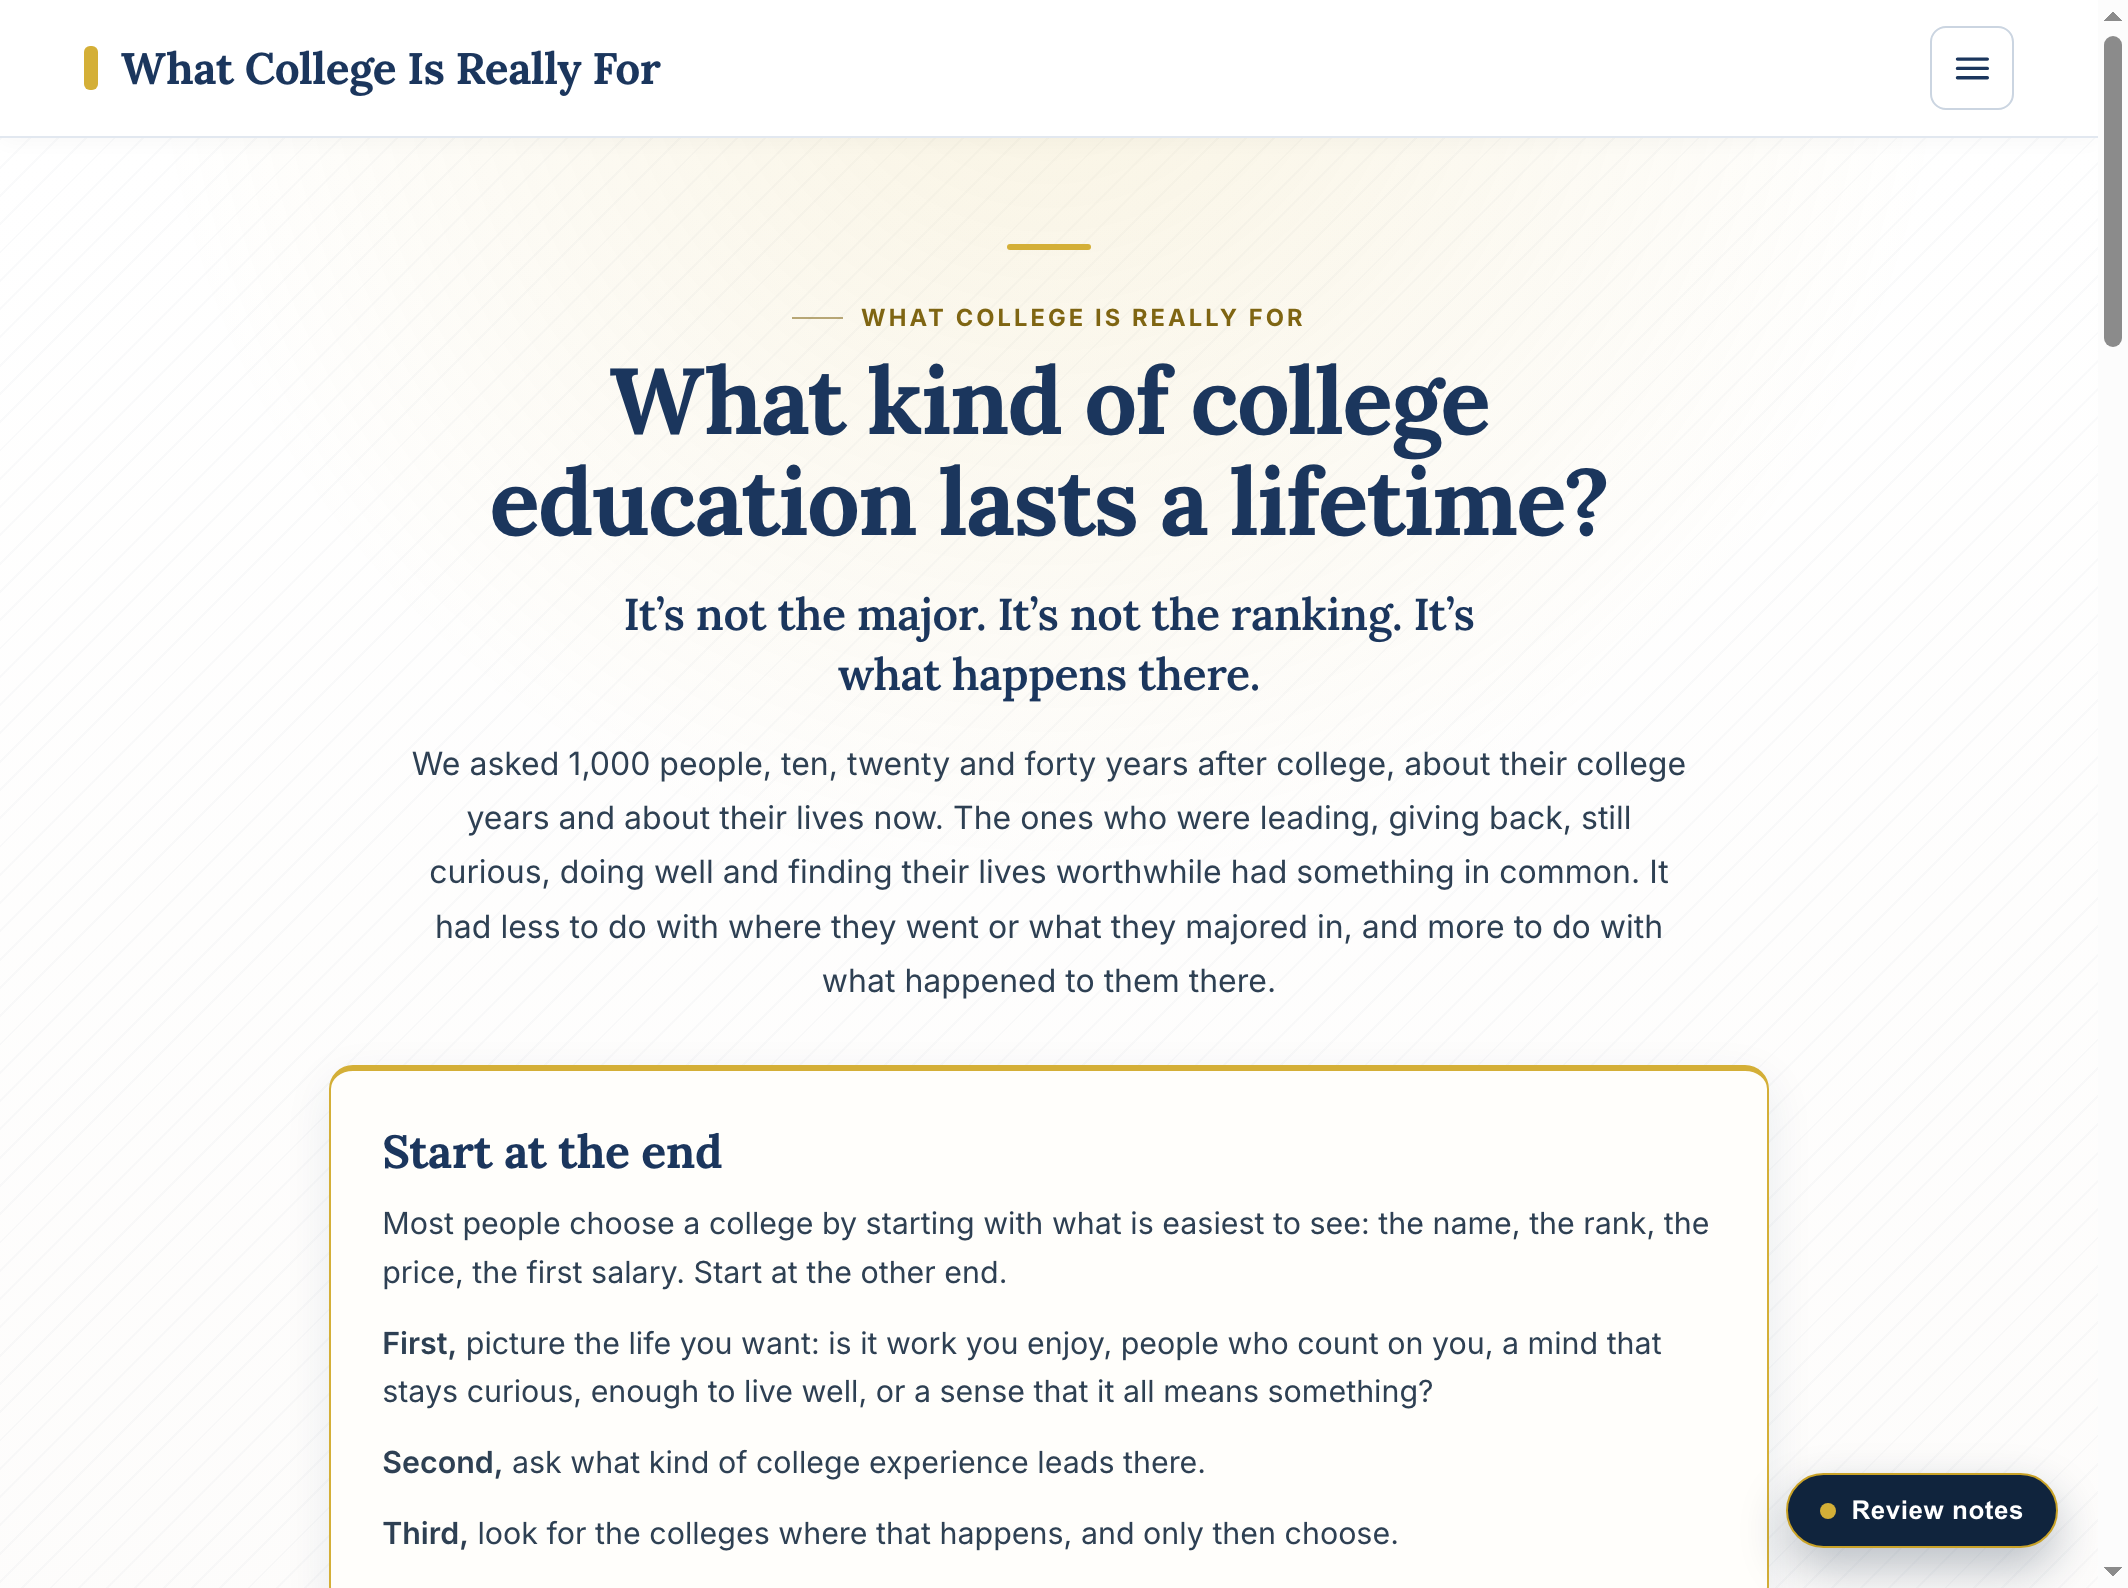 What College Is Really For
WHAT COLLEGE IS REALLY FOR
What kind of college
education lasts a lifetime?
It’s not the major. It’s not the ranking. It’s
what happens there.
We asked 1,000 people, ten, twenty and forty years after college, about their college
years and about their lives now. The ones who were leading, giving back, still
curious, doing well and finding their lives worthwhile had something in common. It
had less to do with where they went or what they majored in, and more to do with
what happened to them there.
Start at the end
Most people choose a college by starting with what is easiest to see: the name, the rank, the
price, the first salary. Start at the other end.
First, picture the life you want: is it work you enjoy, people who count on you, a mind that
stays curious, enough to live well, or a sense that it all means something?
Second, ask what kind of college experience leads there.
Third, look for the colleges where that happens, and only then choose.
Review notes